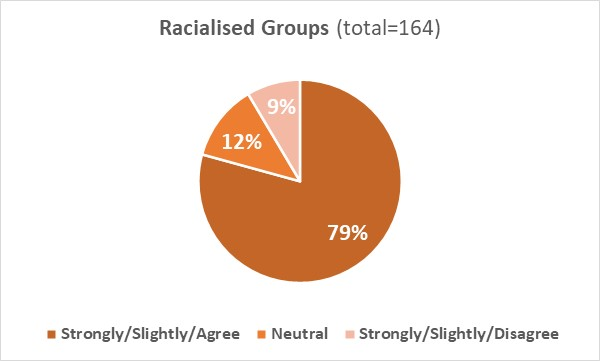 Racialised Groups (total=164)
9%
12%
79%
Strongly/Slightly/Agree Neutral Strongly/Slightly/Disagree